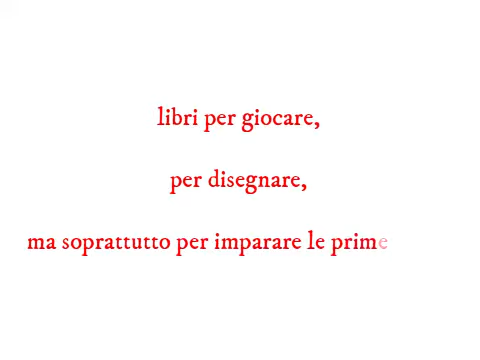 libri per giocare,
per disegnare,
ma soprattutto per imparare le prime